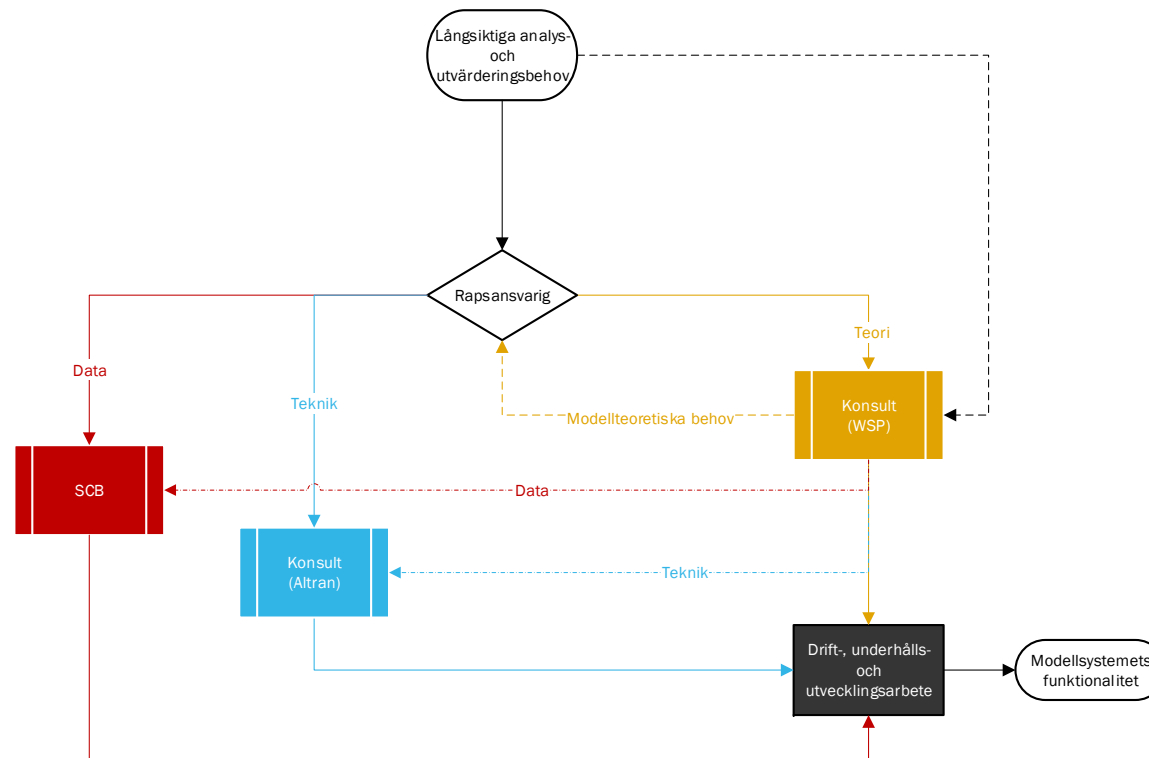 Långsiktiga analys-
och
utvärderingsbehov
Rapsansvarig
Teori
Data
Teknik
Modellteoretiska behov
Konsult
(WSP)
SCB
Data
Konsult
(Altran)
Teknik
Drift-, underhålls-
och
utvecklingsarbete
Modellsystemets
funktionalitet